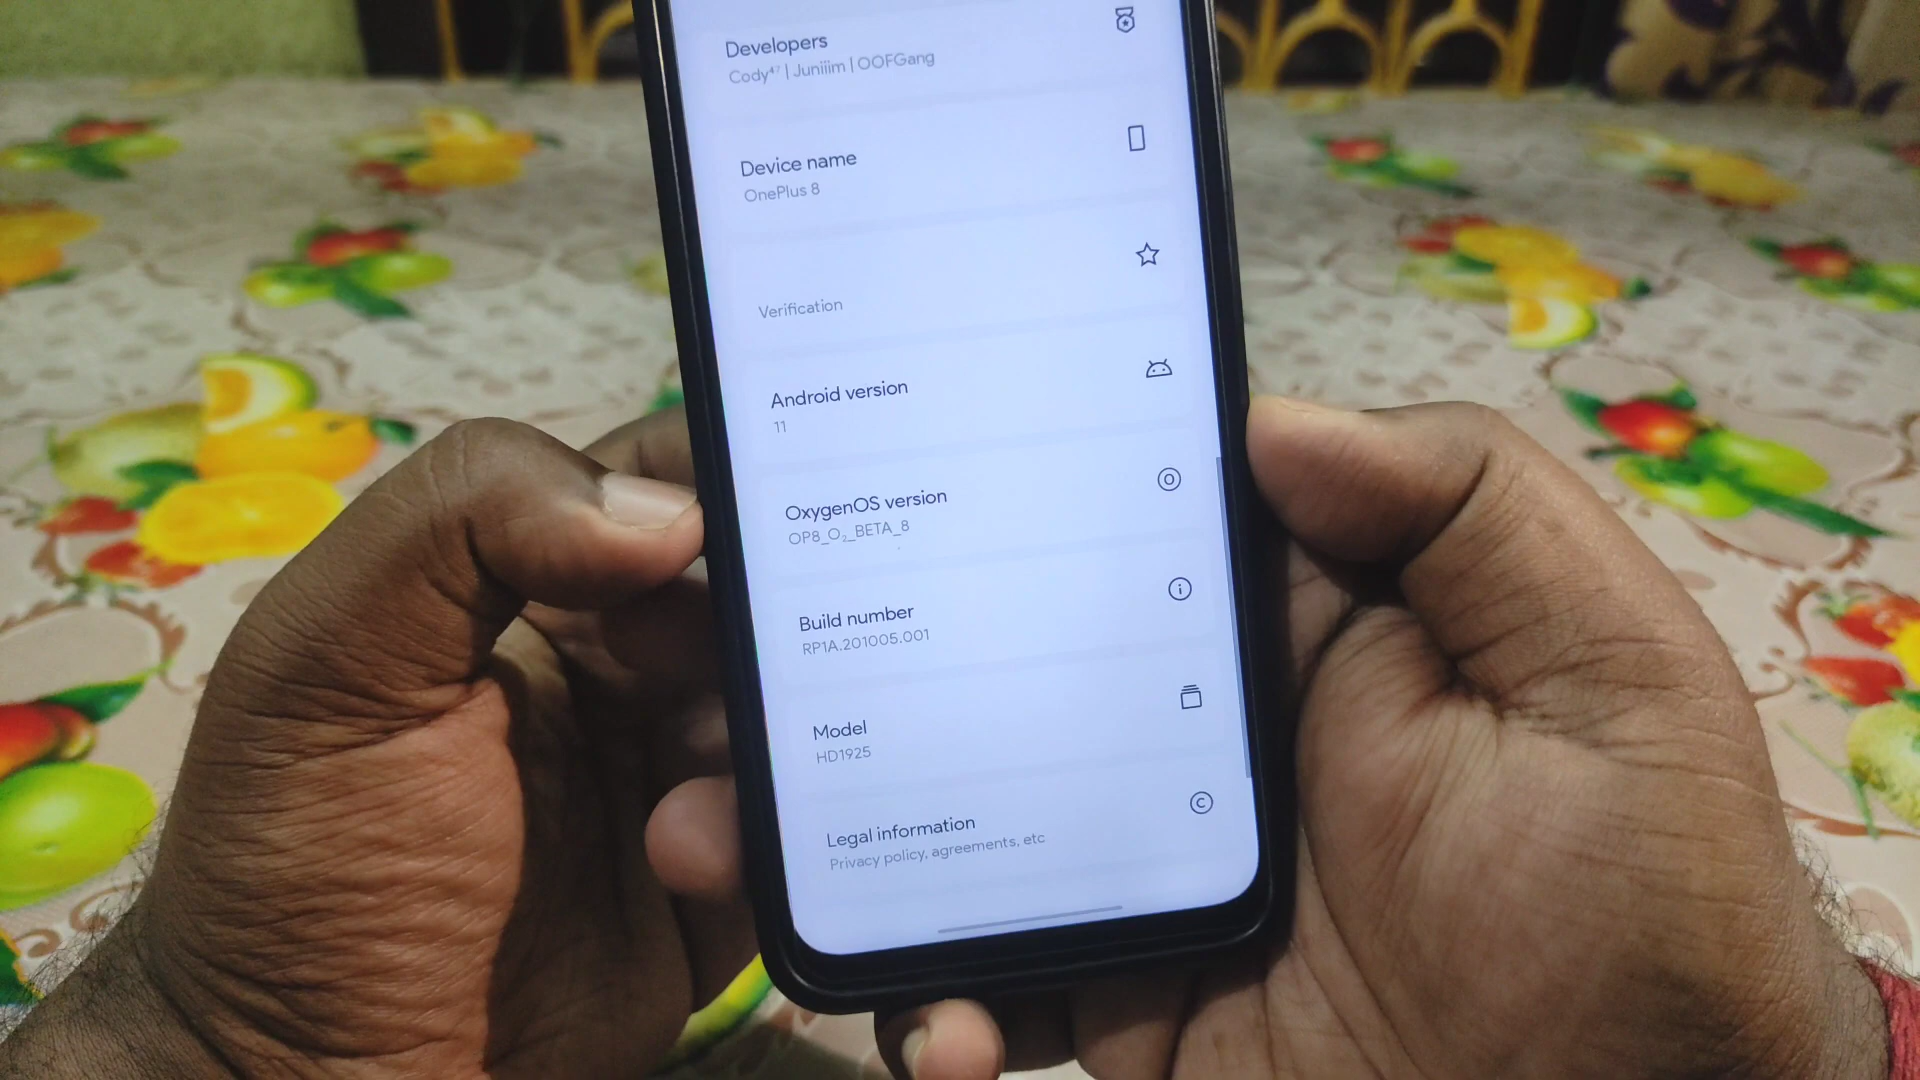 Developers
Cody⁴⁷ | Juniiim | OOFGang
Device name
OnePlus 8
Verification
Android version
11
OxygenOS version
OP8_O₂_BETA_8
Build number
RP1A.201005.001
Model
HD1925
Legal information
Privacy policy, agreements, etc